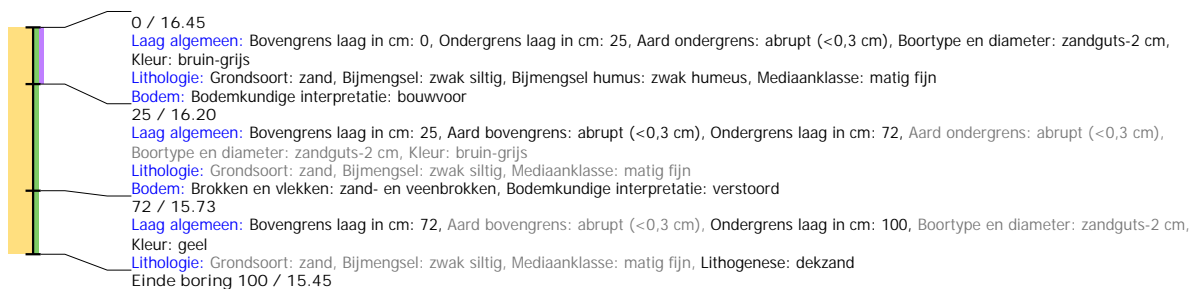 0 / 16.45
Laag algemeen: Bovengrens laag in cm: 0, Ondergrens laag in cm: 25, Aard ondergrens: abrupt (<0,3 cm), Boortype en diameter: zandguts-2 cm,
Kleur: bruin-grijs
Lithologie: Grondsoort: zand, Bijmengsel: zwak siltig, Bijmengsel humus: zwak humeus, Mediaanklasse: matig fijn
Bodem: Bodemkundige interpretatie: bouwvoor
25 / 16.20
Laag algemeen: Bovengrens laag in cm: 25, Aard bovengrens: abrupt (<0,3 cm), Ondergrens laag in cm: 72, Aard ondergrens: abrupt (<0,3 cm),
Boortype en diameter: zandguts-2 cm, Kleur: bruin-grijs
Lithologie: Grondsoort: zand, Bijmengsel: zwak siltig, Mediaanklasse: matig fijn
Bodem: Brokken en vlekken: zand- en veenbrokken, Bodemkundige interpretatie: verstoord
72 / 15.73
Laag algemeen: Bovengrens laag in cm: 72, Aard bovengrens: abrupt (<0,3 cm), Ondergrens laag in cm: 100, Boortype en diameter: zandguts-2 cm,
Kleur: geel
Lithologie: Grondsoort: zand, Bijmengsel: zwak siltig, Mediaanklasse: matig fijn, Lithogenese: dekzand
Einde boring 100 / 15.45